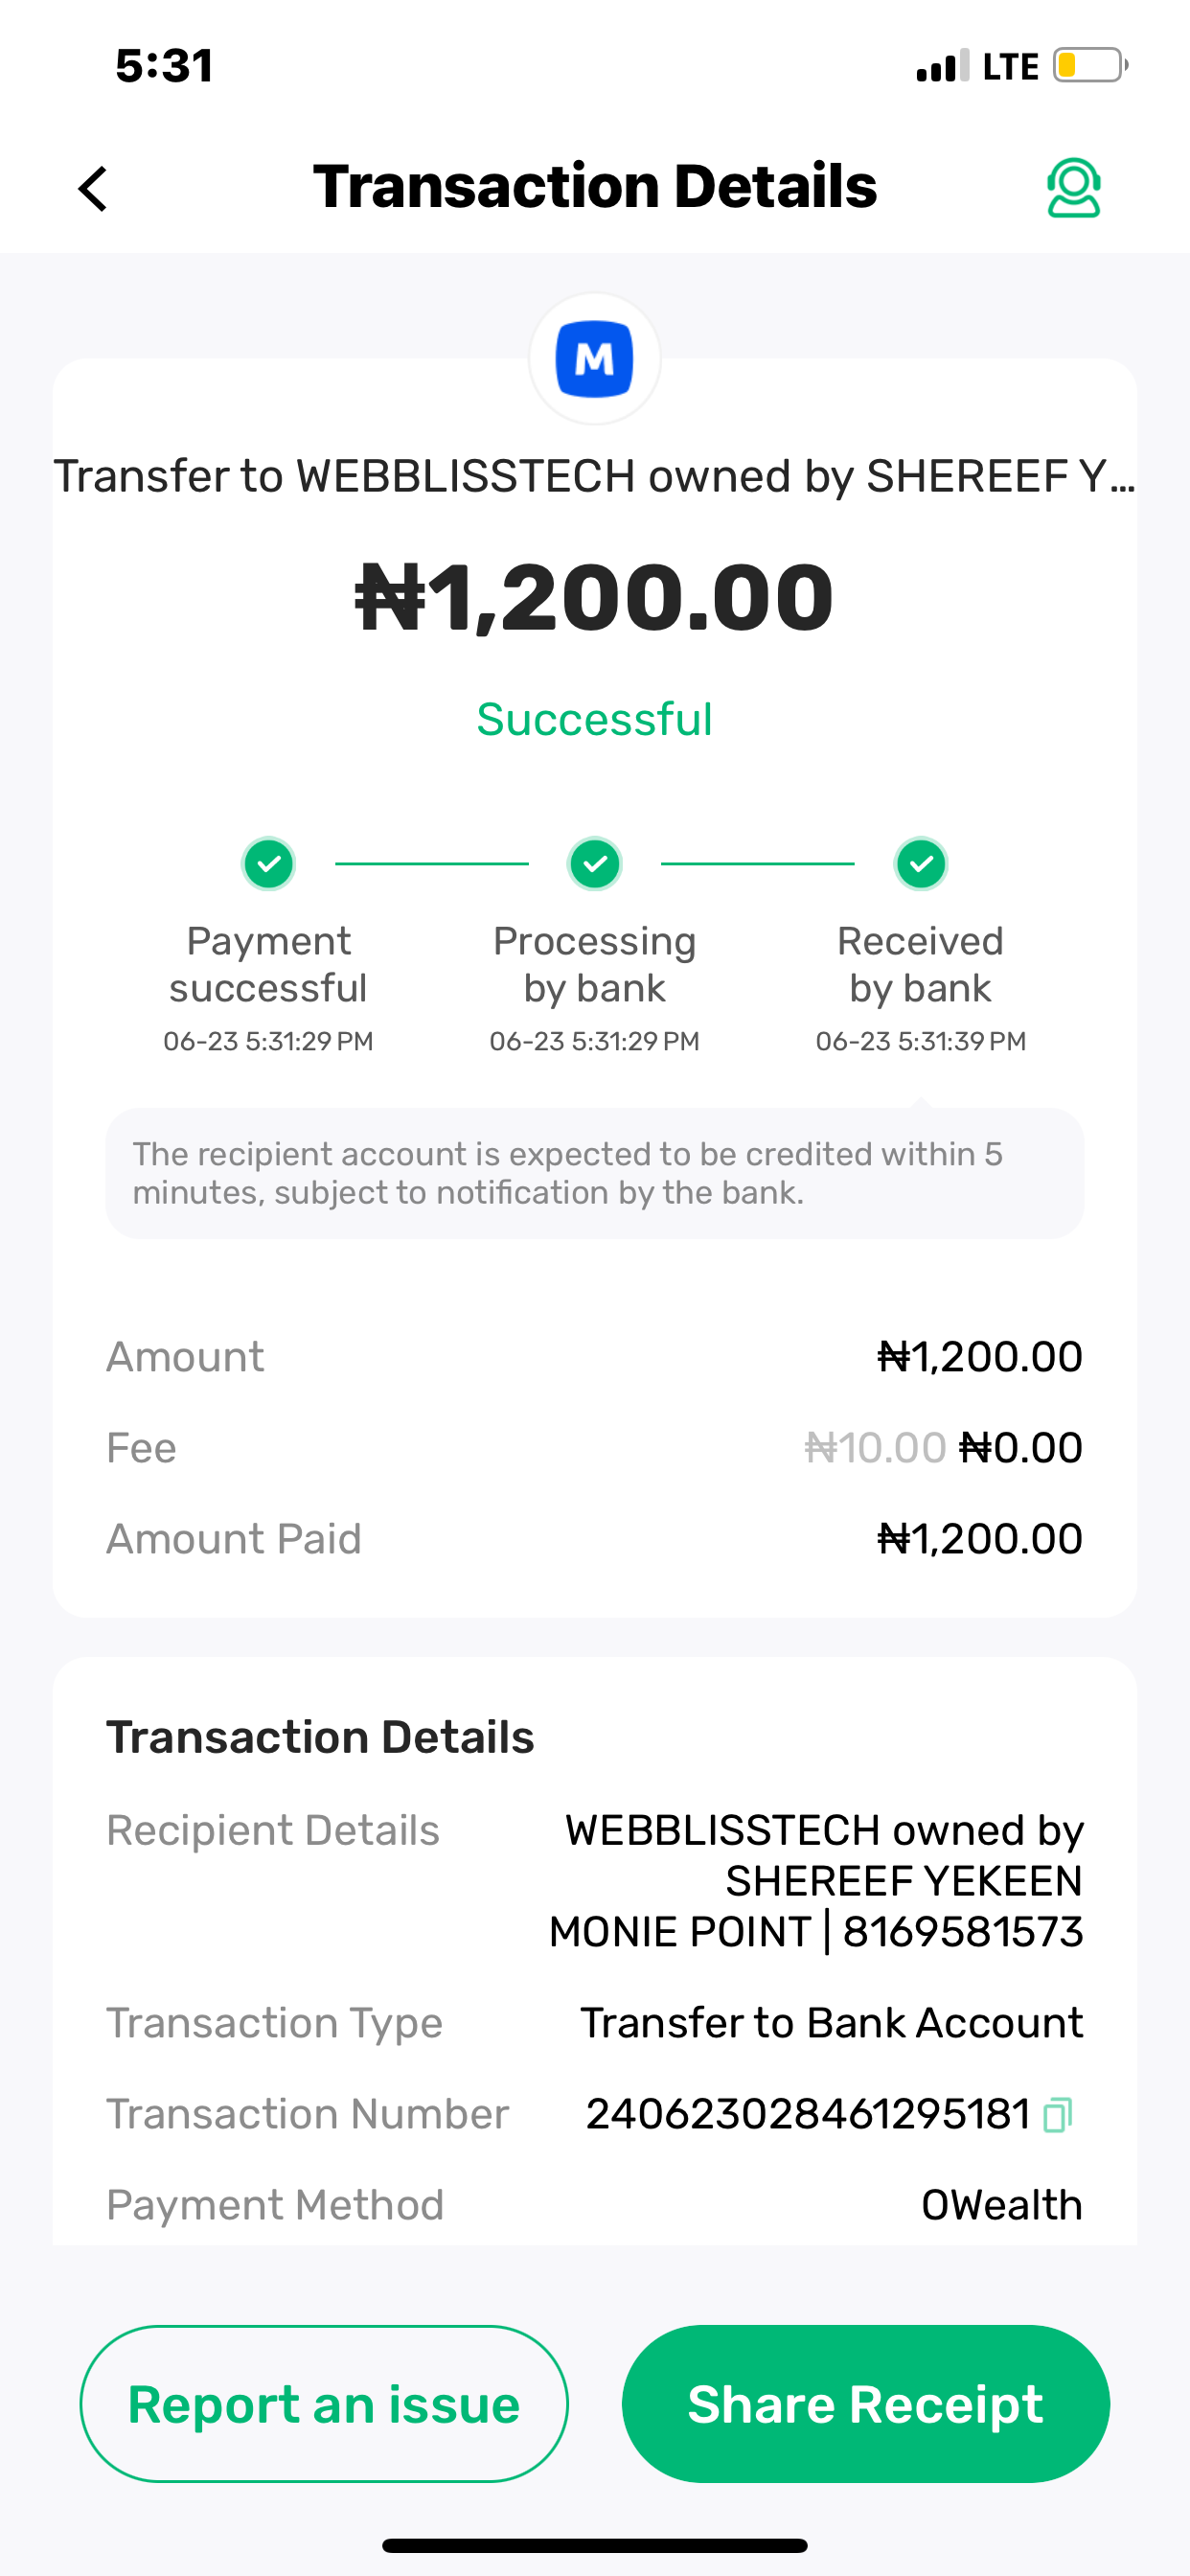 5:31
LTE
Transaction Details
M
Transfer to WEBBLISSTECH owned by SHEREEF Y...
₦1,200.00
Successful
Payment successful
06-23 5:31:29 PM
Processing by bank
06-23 5:31:29 PM
Received by bank
06-23 5:31:39 PM
The recipient account is expected to be credited within 5
minutes, subject to notification by the bank.
Amount ₦1,200.00
Fee ₦10.00 ₦0.00
Amount Paid ₦1,200.00
Transaction Details
Recipient Details WEBBLISSTECH owned by
SHEREEF YEKEEN
MONIE POINT | 8169581573
Transaction Type Transfer to Bank Account
Transaction Number 240623028461295181
Payment Method OWealth
Report an issue
Share Receipt